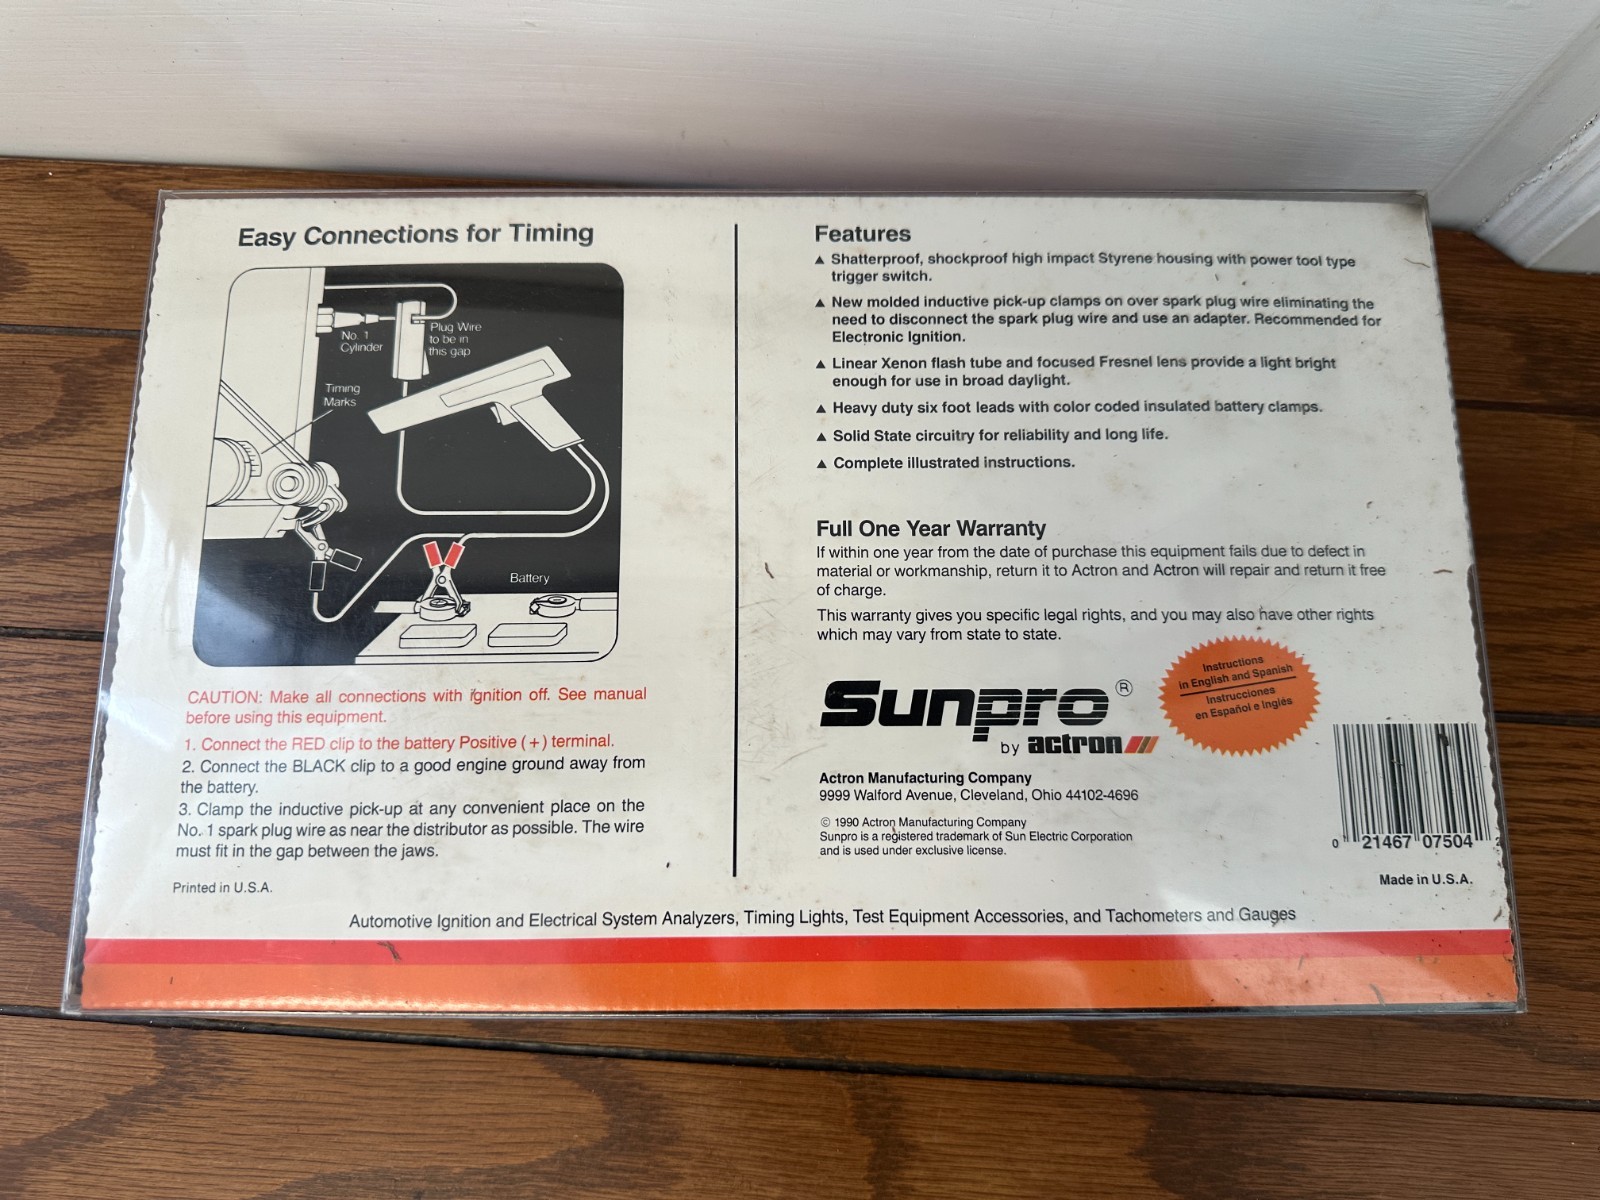 Easy Connections for Timing
No. 1
Cylinder
Plug Wire
to be in
this gap
Timing
Marks
Battery
CAUTION: Make all connections with ignition off. See manual
before using this equipment.
1. Connect the RED clip to the battery Positive (+) terminal.
2. Connect the BLACK clip to a good engine ground away from
the battery.
3. Clamp the inductive pick-up at any convenient place on the
No. 1 spark plug wire as near the distributor as possible. The wire
must fit in the gap between the jaws.
Printed in U.S.A.
Features
▲ Shatterproof, shockproof high impact Styrene housing with power tool type
trigger switch.
▲ New molded inductive pick-up clamps on over spark plug wire eliminating the
need to disconnect the spark plug wire and use an adapter. Recommended for
Electronic Ignition.
▲ Linear Xenon flash tube and focused Fresnel lens provide a light bright
enough for use in broad daylight.
▲ Heavy duty six foot leads with color coded insulated battery clamps.
▲ Solid State circuitry for reliability and long life.
▲ Complete illustrated instructions.
Full One Year Warranty
If within one year from the date of purchase this equipment fails due to defect in
material or workmanship, return it to Actron and Actron will repair and return it free
of charge.
This warranty gives you specific legal rights, and you may also have other rights
which may vary from state to state.
Sunpro®
by actron
Instructions
in English and Spanish
Instrucciones
en Español e Inglés
Actron Manufacturing Company
9999 Walford Avenue, Cleveland, Ohio 44102-4696
© 1990 Actron Manufacturing Company
Sunpro is a registered trademark of Sun Electric Corporation
and is used under exclusive license.
0 21467 07504 2
Made in U.S.A.
Automotive Ignition and Electrical System Analyzers, Timing Lights, Test Equipment Accessories, and Tachometers and Gauges